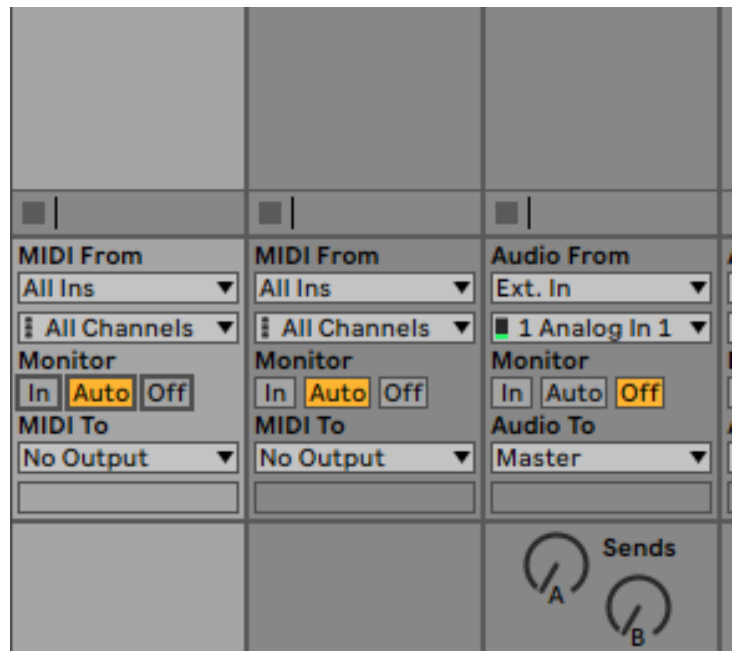 MIDI From
All Ins
All Channels
Monitor
In Auto Off
MIDI To
No Output
MIDI From
All Ins
All Channels
Monitor
In Auto Off
MIDI To
No Output
Audio From
Ext. In
1 Analog In 1
Monitor
In Auto Off
Audio To
Master
Sends
A
B